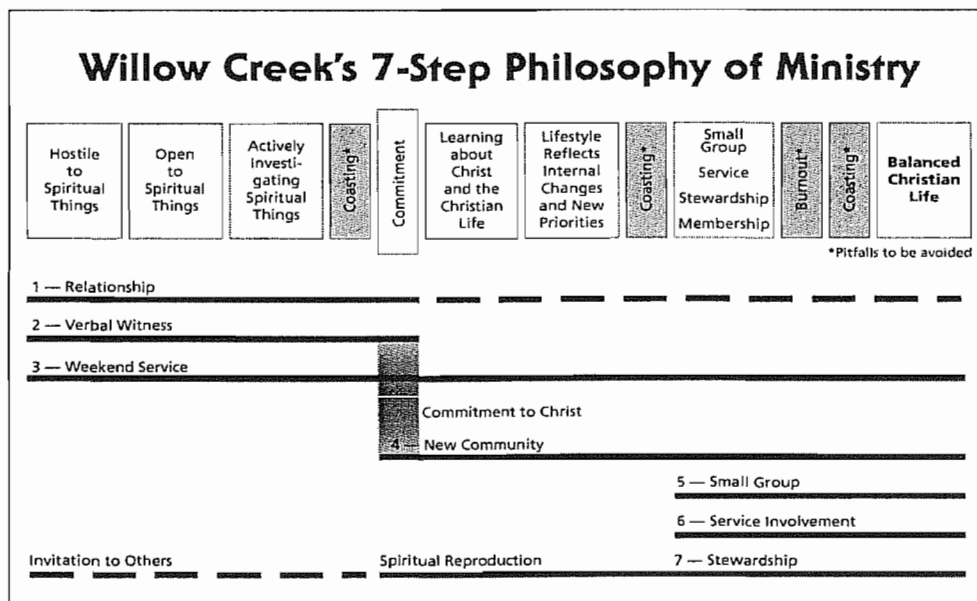 Willow Creek's 7-Step Philosophy of Ministry
Hostile
to
Spiritual
Things
Open
to
Spiritual
Things
Actively
Investi-
gating
Spiritual
Things
Coasting*
Commitment
Learning
about
Christ
and the
Christian
Life
Lifestyle
Reflects
Internal
Changes
and New
Priorities
Coasting*
Small
Group
Service
Stewardship
Membership
Burnout*
Coasting*
Balanced
Christian
Life
*Pitfalls to be avoided
1 — Relationship
2 — Verbal Witness
3 — Weekend Service
Commitment to Christ
4 — New Community
5 — Small Group
6 — Service Involvement
Invitation to Others
Spiritual Reproduction
7 — Stewardship